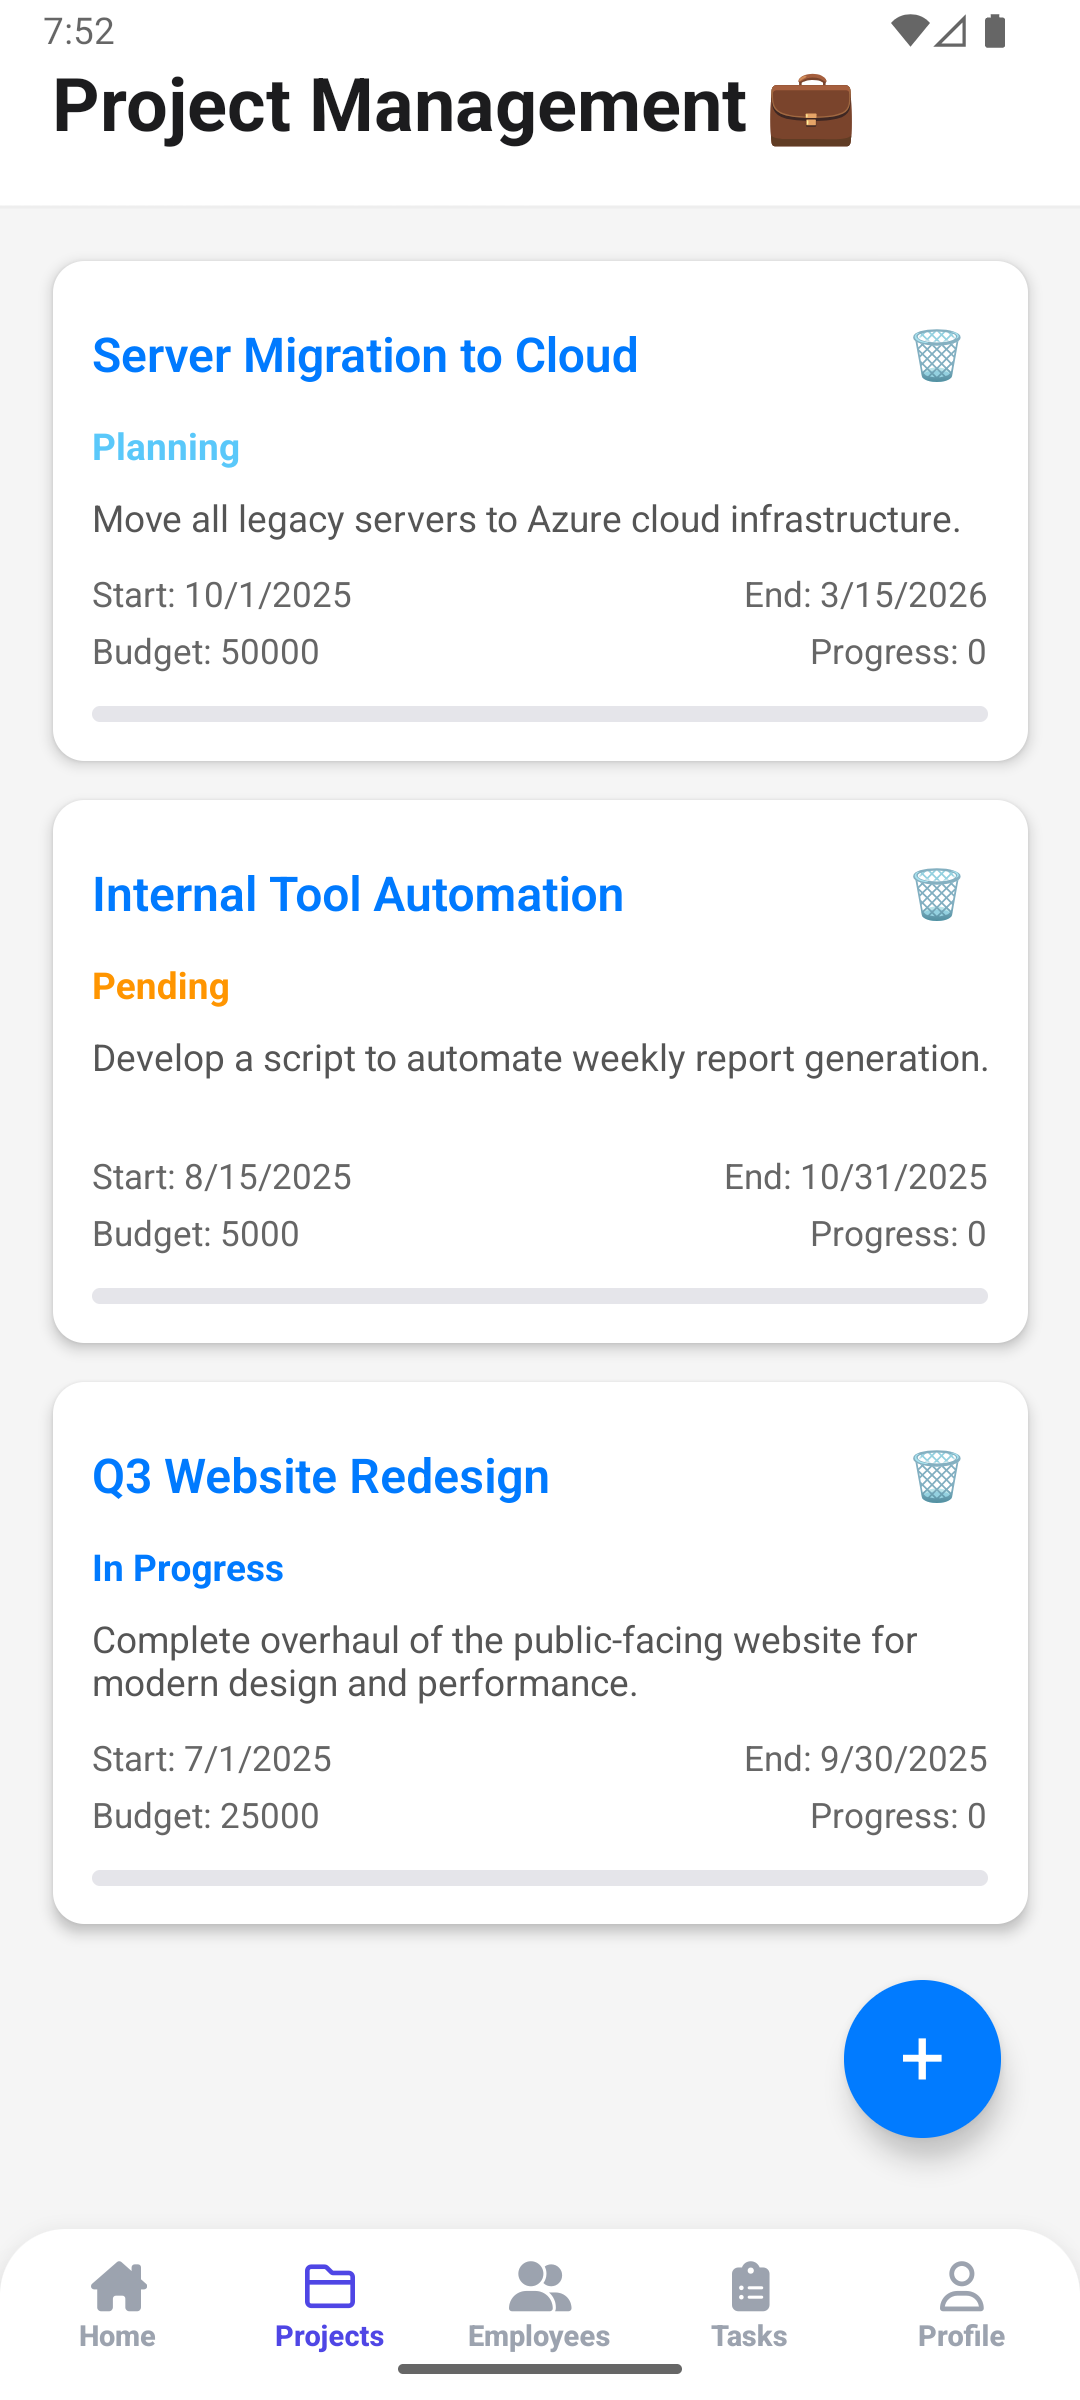 7:52
Project Management 💼
Server Migration to Cloud
Planning
Move all legacy servers to Azure cloud infrastructure.
Start: 10/1/2025 End: 3/15/2026
Budget: 50000 Progress: 0
Internal Tool Automation
Pending
Develop a script to automate weekly report generation.
Start: 8/15/2025 End: 10/31/2025
Budget: 5000 Progress: 0
Q3 Website Redesign
In Progress
Complete overhaul of the public-facing website for
modern design and performance.
Start: 7/1/2025 End: 9/30/2025
Budget: 25000 Progress: 0
+
Home Projects Employees Tasks Profile